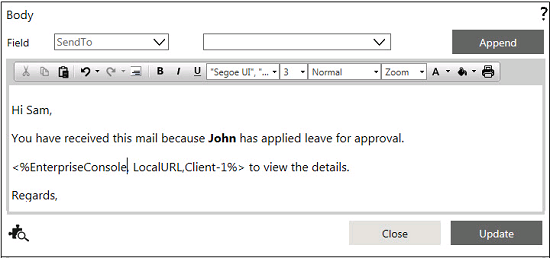 Body
?
Field SendTo Append
B I U "Segoe UI", "... 3 Normal Zoom A
Hi Sam,
You have received this mail because John has applied leave for approval.
<%EnterpriseConsole, LocalURL,Client-1%> to view the details.
Regards,
Close Update